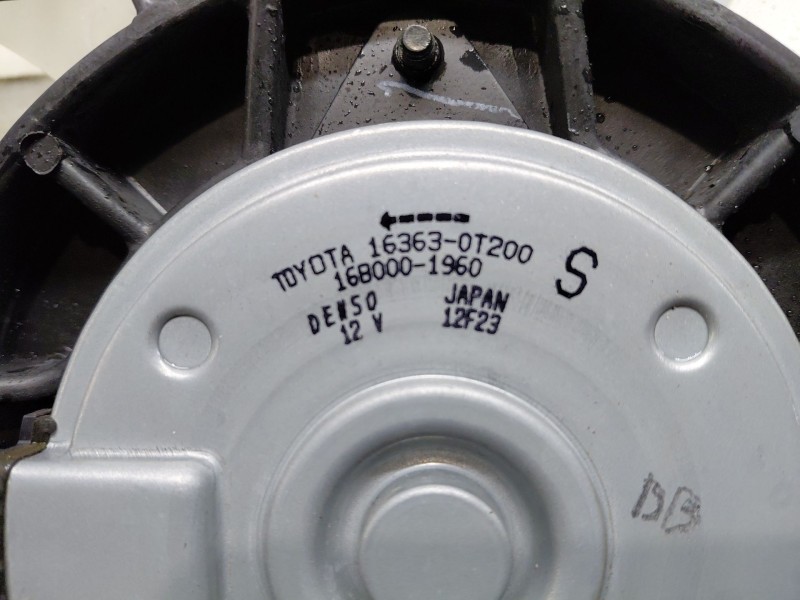 TOYOTA 16363-0T200
168000-1960
S
DENSO JAPAN
12 V 12F23